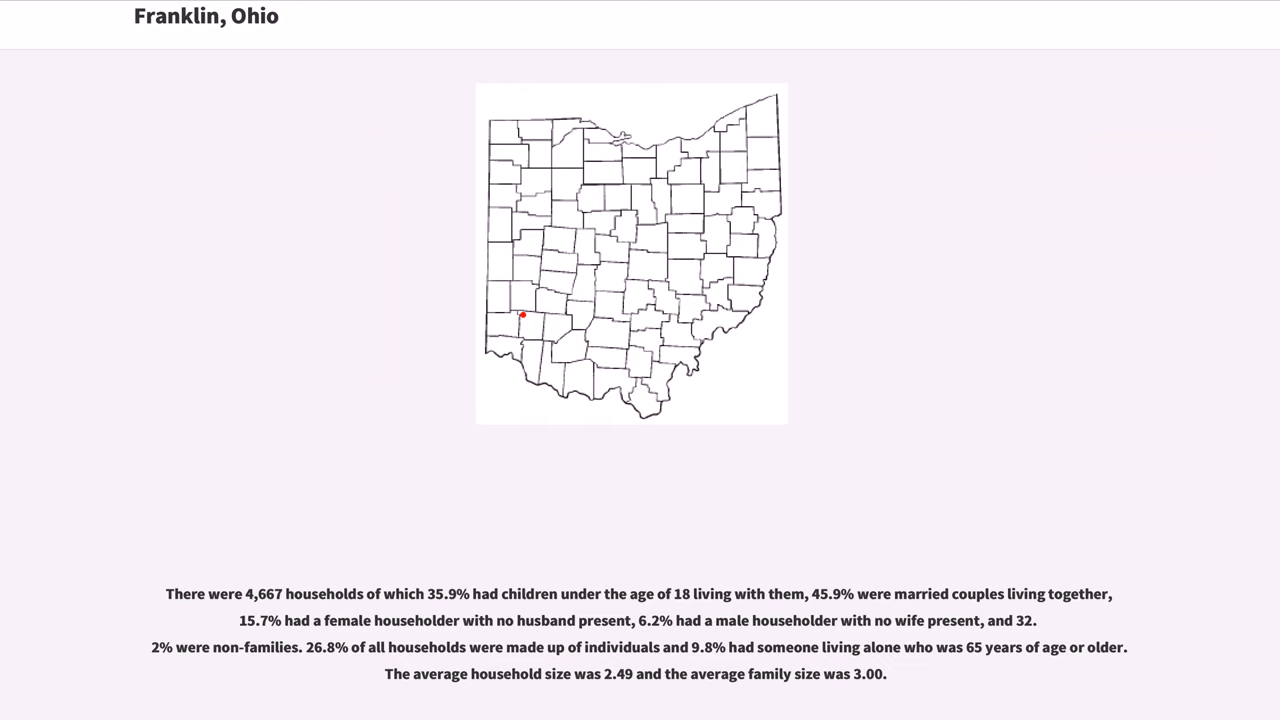 Franklin, Ohio
There were 4,667 households of which 35.9% had children under the age of 18 living with them, 45.9% were married couples living together,
15.7% had a female householder with no husband present, 6.2% had a male householder with no wife present, and 32.
2% were non-families. 26.8% of all households were made up of individuals and 9.8% had someone living alone who was 65 years of age or older.
The average household size was 2.49 and the average family size was 3.00.